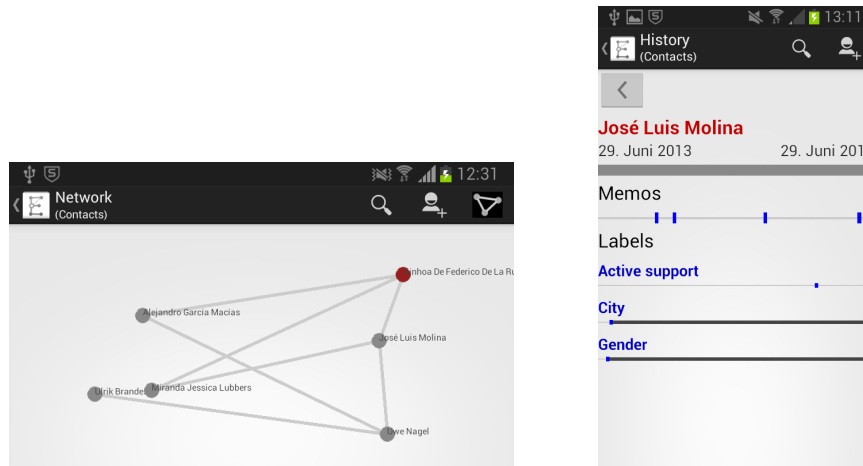 12:31
Network
(Contacts)
inhoa De Federico De La Ru
Alejandro Garcia Macias
José Luis Molina
Ulrik Brandes
Miranda Jessica Lubbers
Uwe Nagel
13:11
History
(Contacts)
José Luis Molina
29. Juni 2013
29. Juni 201
Memos
Labels
Active support
City
Gender